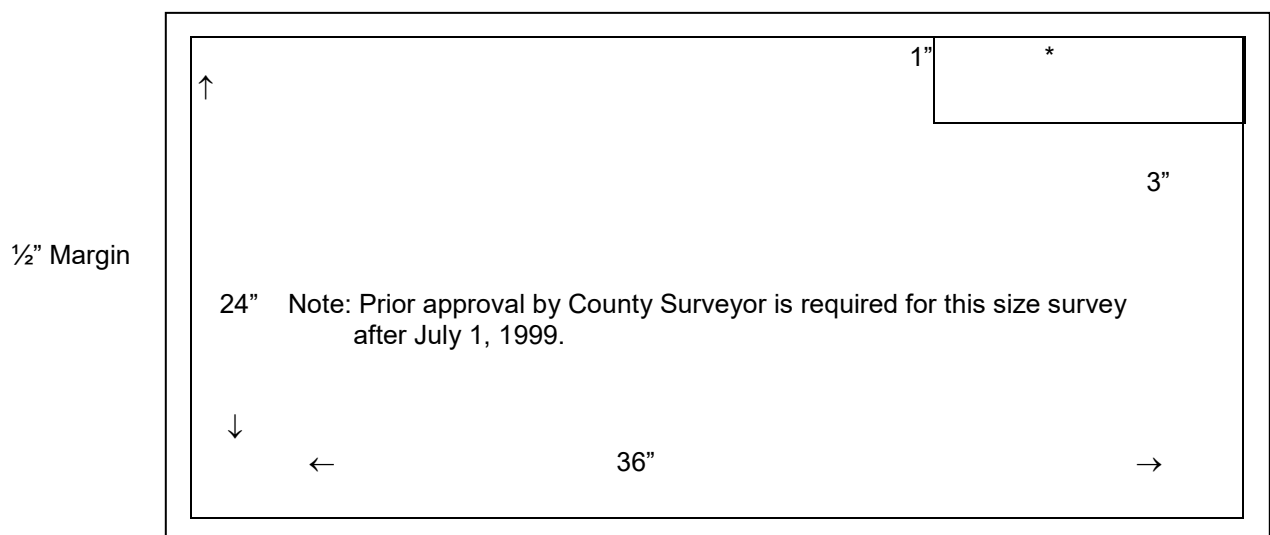 1” *
↑
3”
½” Margin
24” Note: Prior approval by County Surveyor is required for this size survey
after July 1, 1999.
↓
← 36” →